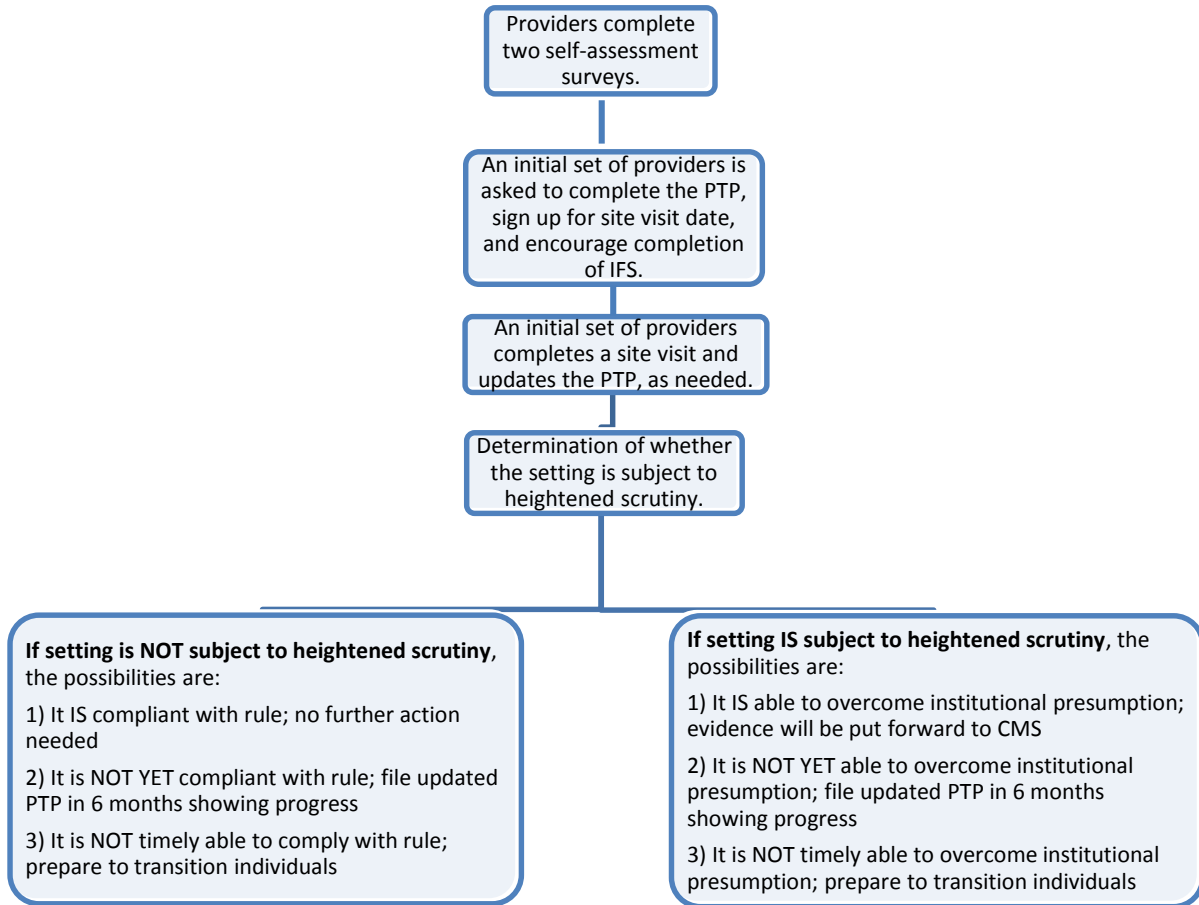 Providers complete
two self-assessment
surveys.
An initial set of providers is
asked to complete the PTP,
sign up for site visit date,
and encourage completion
of IFS.
An initial set of providers
completes a site visit and
updates the PTP, as needed.
Determination of whether
the setting is subject to
heightened scrutiny.
If setting is NOT subject to heightened scrutiny,
the possibilities are:
1) It IS compliant with rule; no further action
needed
2) It is NOT YET compliant with rule; file updated
PTP in 6 months showing progress
3) It is NOT timely able to comply with rule;
prepare to transition individuals
If setting IS subject to heightened scrutiny, the
possibilities are:
1) It IS able to overcome institutional presumption;
evidence will be put forward to CMS
2) It is NOT YET able to overcome institutional
presumption; file updated PTP in 6 months
showing progress
3) It is NOT timely able to overcome institutional
presumption; prepare to transition individuals